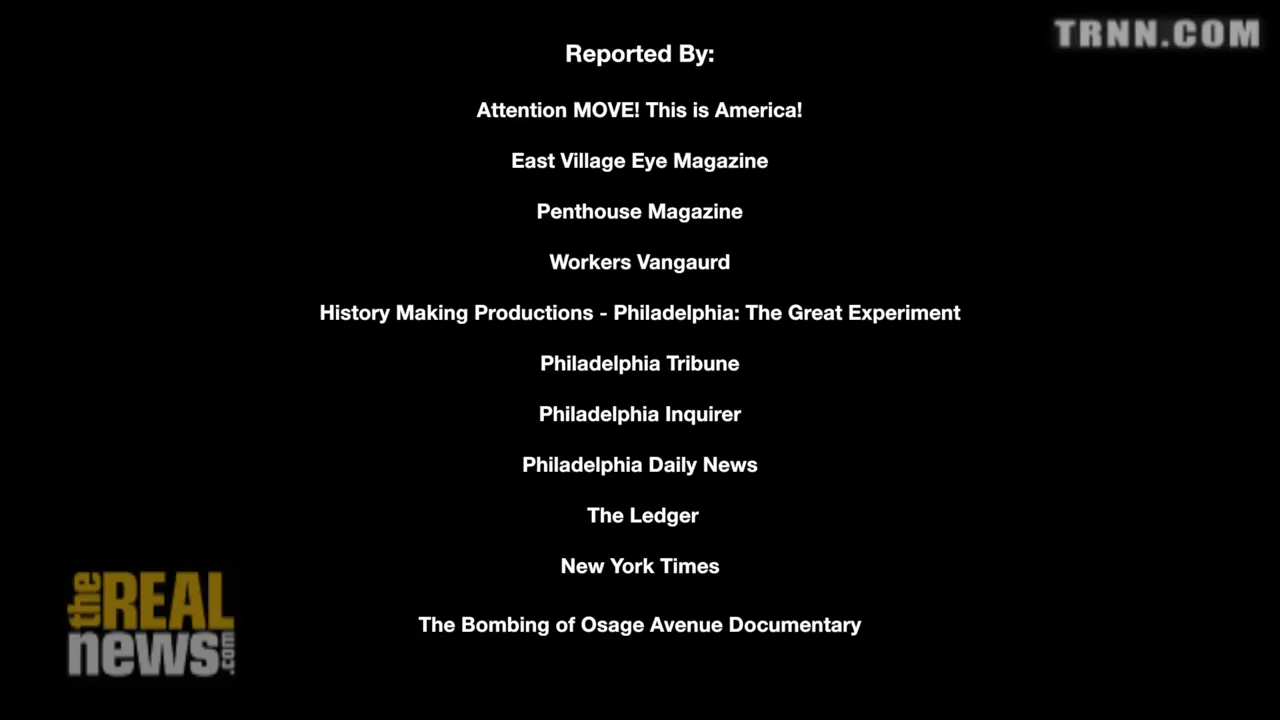 TRNN.COM
Reported By:
Attention MOVE! This is America!
East Village Eye Magazine
Penthouse Magazine
Workers Vangaurd
History Making Productions - Philadelphia: The Great Experiment
Philadelphia Tribune
Philadelphia Inquirer
Philadelphia Daily News
The Ledger
New York Times
The Bombing of Osage Avenue Documentary
the REAL
news.com